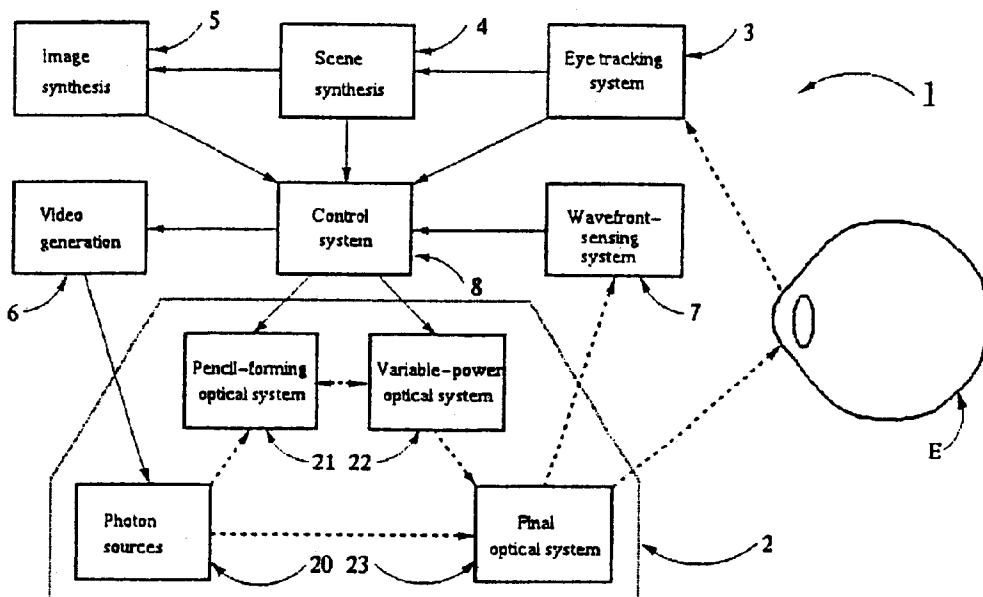 5
4
3
Image
synthesis
Scene
synthesis
Eye tracking
system
1
Video
generation
Control
system
Wavefront-
sensing
system
6
8
7
Pencil-forming
optical system
Variable-power
optical system
21 22
E
Photon
sources
Final
optical system
20 23
2